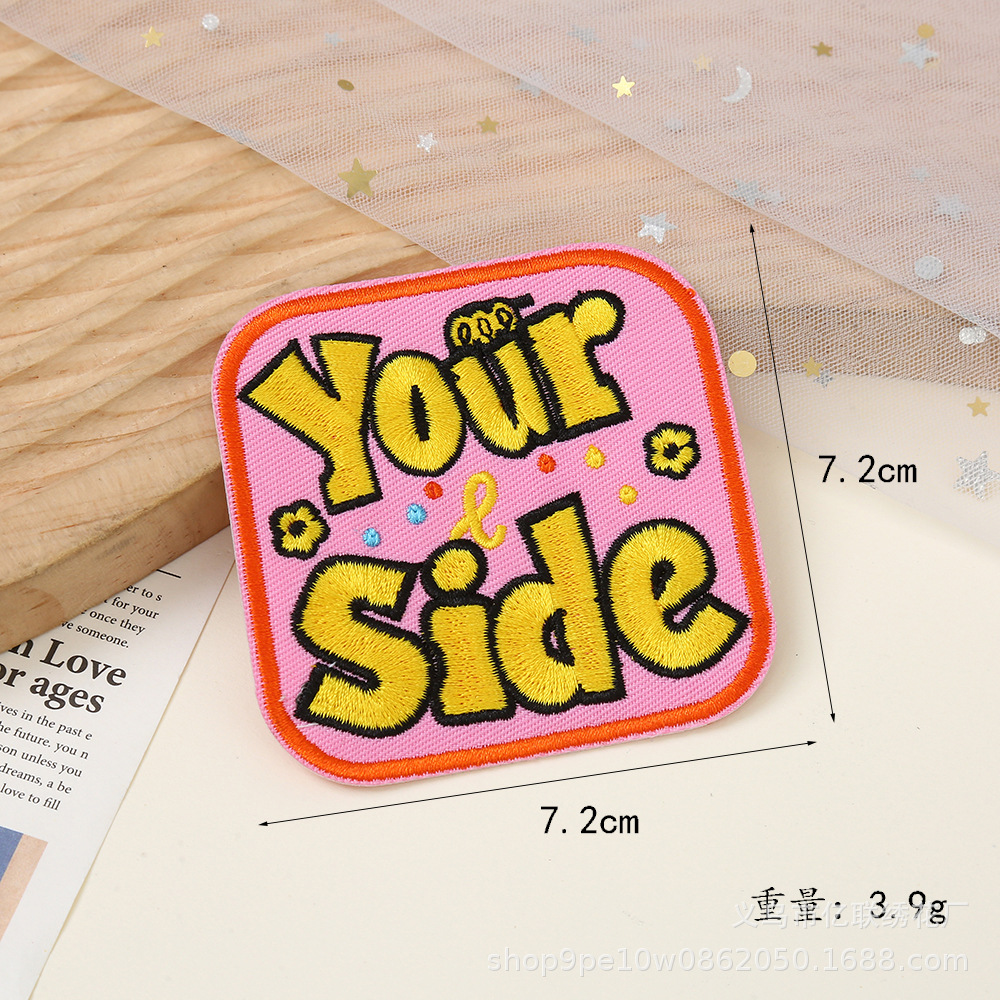 Your
&
Side
7.2cm
7.2cm
er to s
for your
once they
ve someone.
n Love
or ages
ves in the past e
he future. you n
son unless you
dreams, a be
love to fill
重量: 3.9g
义乌市亿联绣花厂
shop9pe10w0862050.1688.com